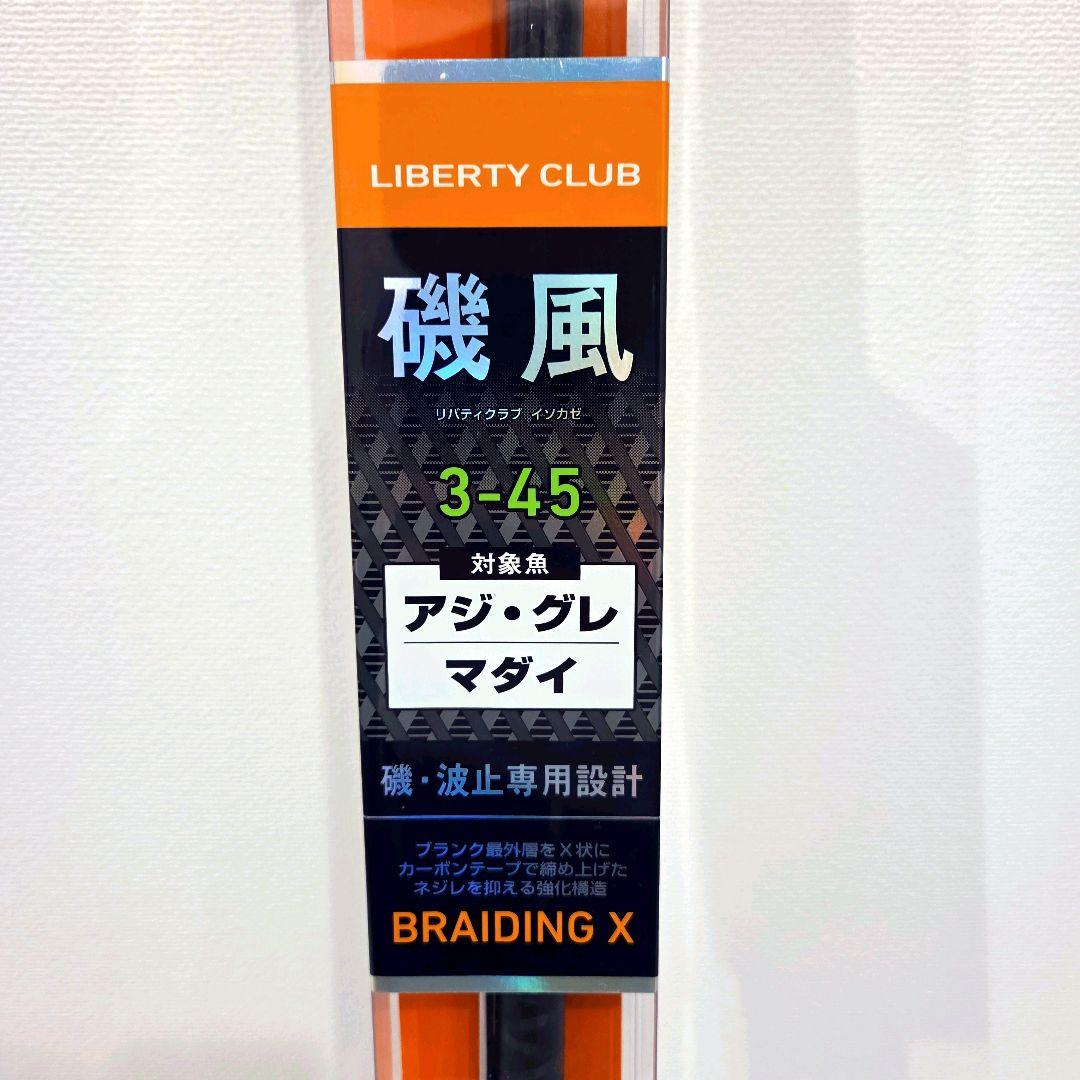 LIBERTY CLUB
磯風
リバティクラブ イソカゼ
3-45
対象魚
アジ・グレ
マダイ
磯・波止専用設計
ブランク最外層をX状に
カーボンテープで締め上げた
ネジレを抑える強化構造
BRAIDING X